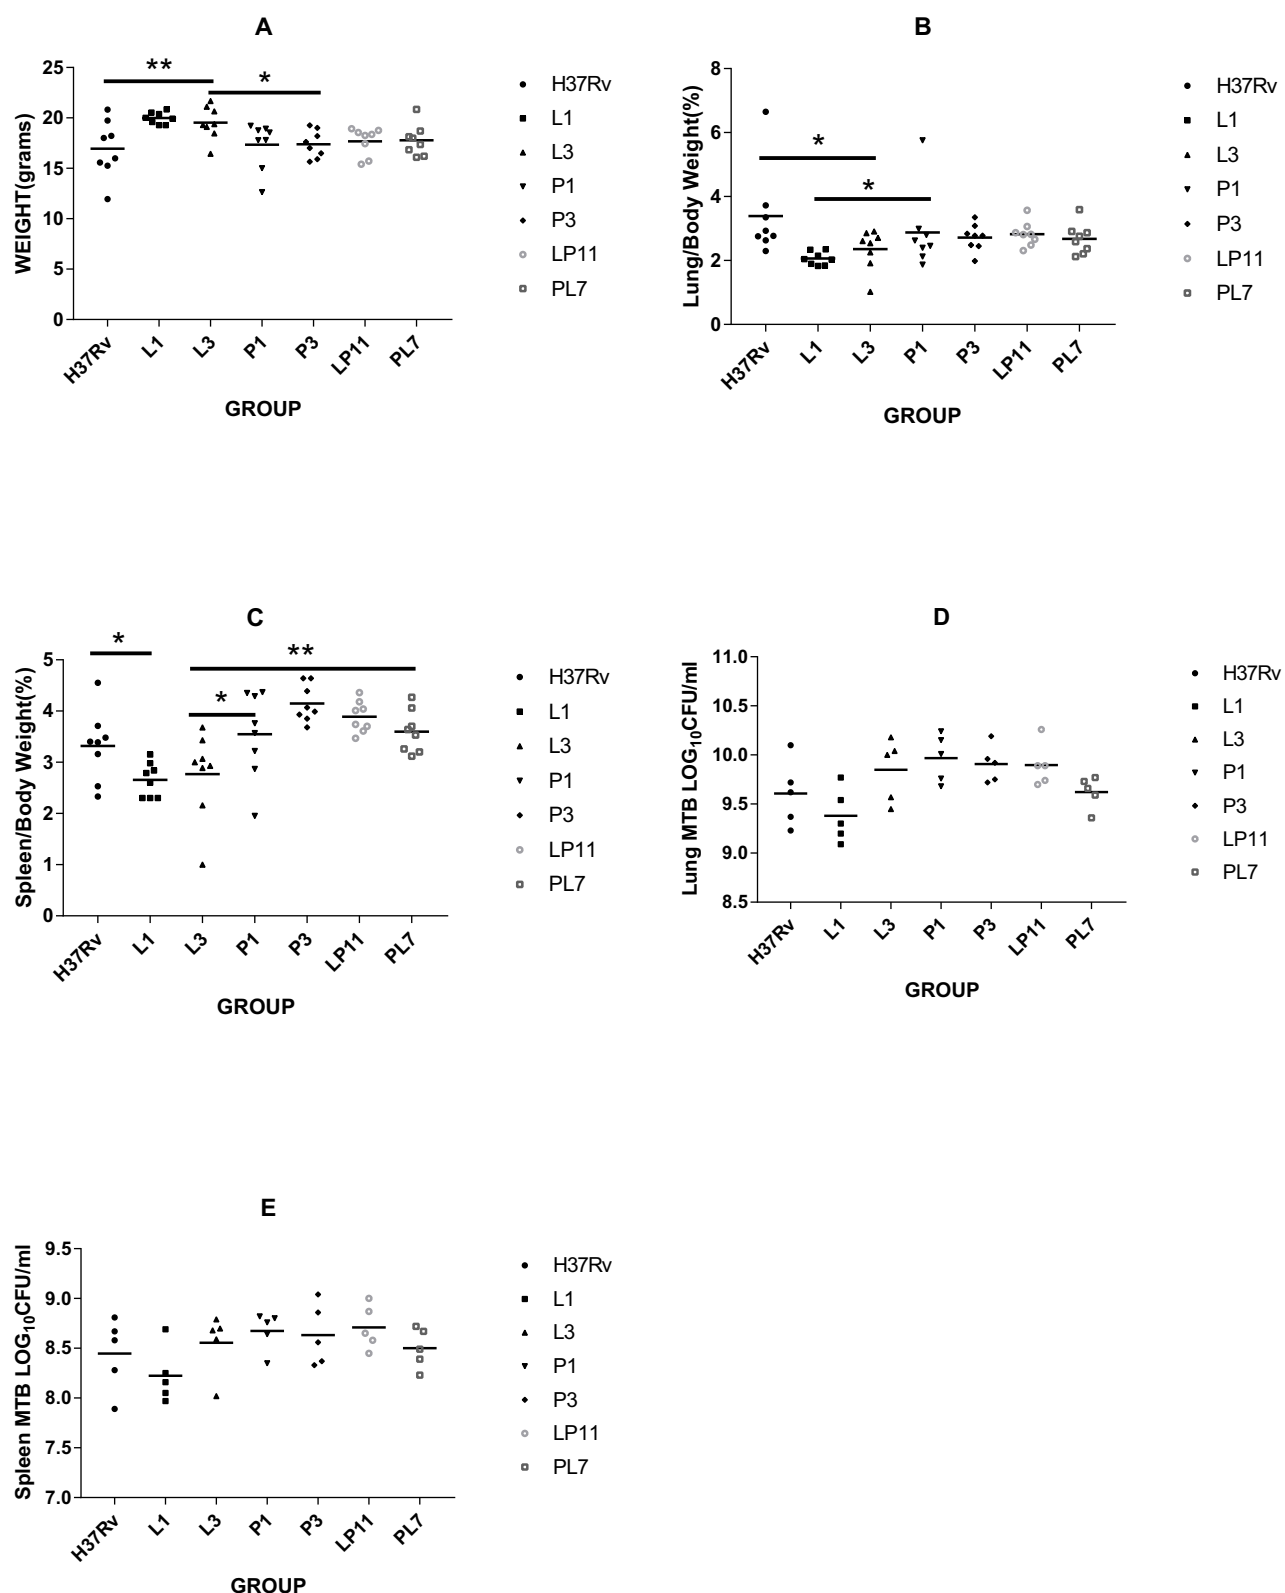 A
**
*
25
20
15
10
5
0
WEIGHT(grams)
H37Rv
L1
L3
P1
P3
LP11
PL7
GROUP
H37Rv
L1
L3
P1
P3
LP11
PL7
B
*
*
8
6
4
2
0
Lung/Body Weight(%)
H37Rv
L1
L3
P1
P3
LP11
PL7
GROUP
H37Rv
L1
L3
P1
P3
LP11
PL7
C
*
**
*
5
4
3
2
1
0
Spleen/Body Weight(%)
H37Rv
L1
L3
P1
P3
LP11
PL7
GROUP
H37Rv
L1
L3
P1
P3
LP11
PL7
D
11.0
10.5
10.0
9.5
9.0
8.5
Lung MTB LOG₁₀CFU/ml
H37Rv
L1
L3
P1
P3
LP11
PL7
GROUP
H37Rv
L1
L3
P1
P3
LP11
PL7
E
9.5
9.0
8.5
8.0
7.5
7.0
Spleen MTB LOG₁₀CFU/ml
H37Rv
L1
L3
P1
P3
LP11
PL7
GROUP
H37Rv
L1
L3
P1
P3
LP11
PL7